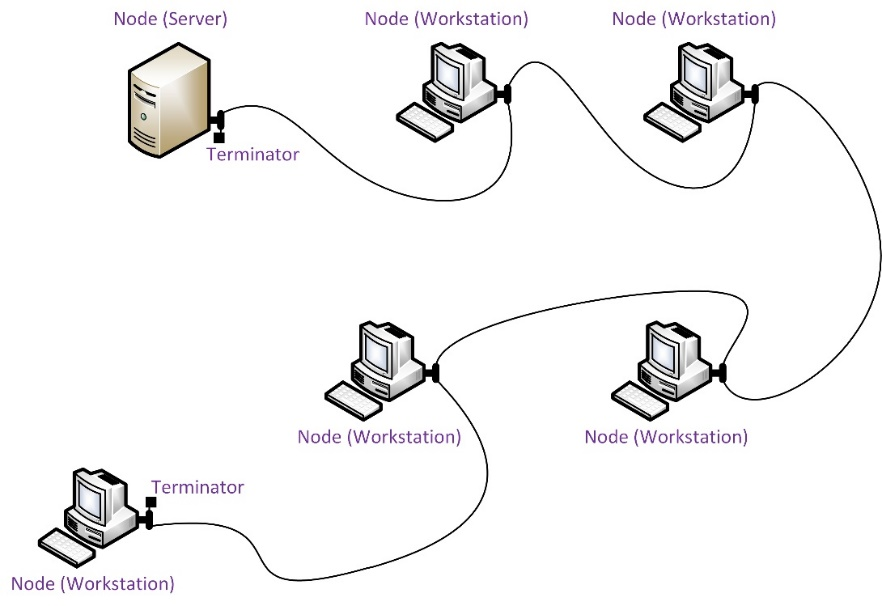 Node (Server)
Node (Workstation)
Node (Workstation)
Terminator
Node (Workstation)
Node (Workstation)
Terminator
Node (Workstation)